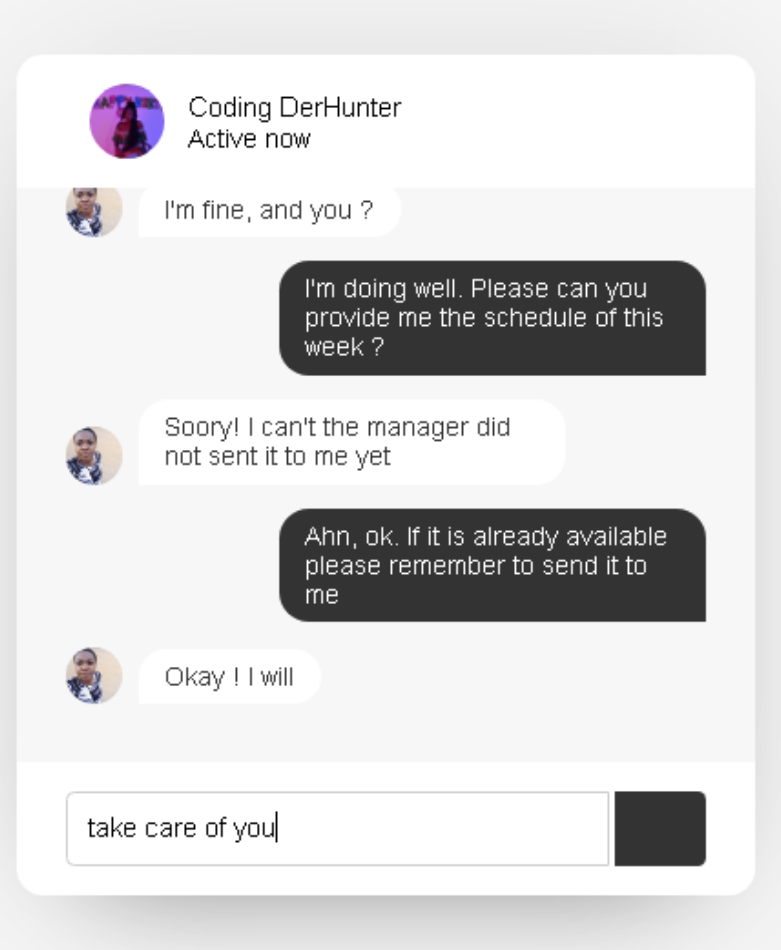 Coding DerHunter
Active now
I'm fine, and you ?
I'm doing well. Please can you
provide me the schedule of this
week ?
Soory! I can't the manager did
not sent it to me yet
Ahn, ok. If it is already available
please remember to send it to
me
Okay ! I will
take care of you